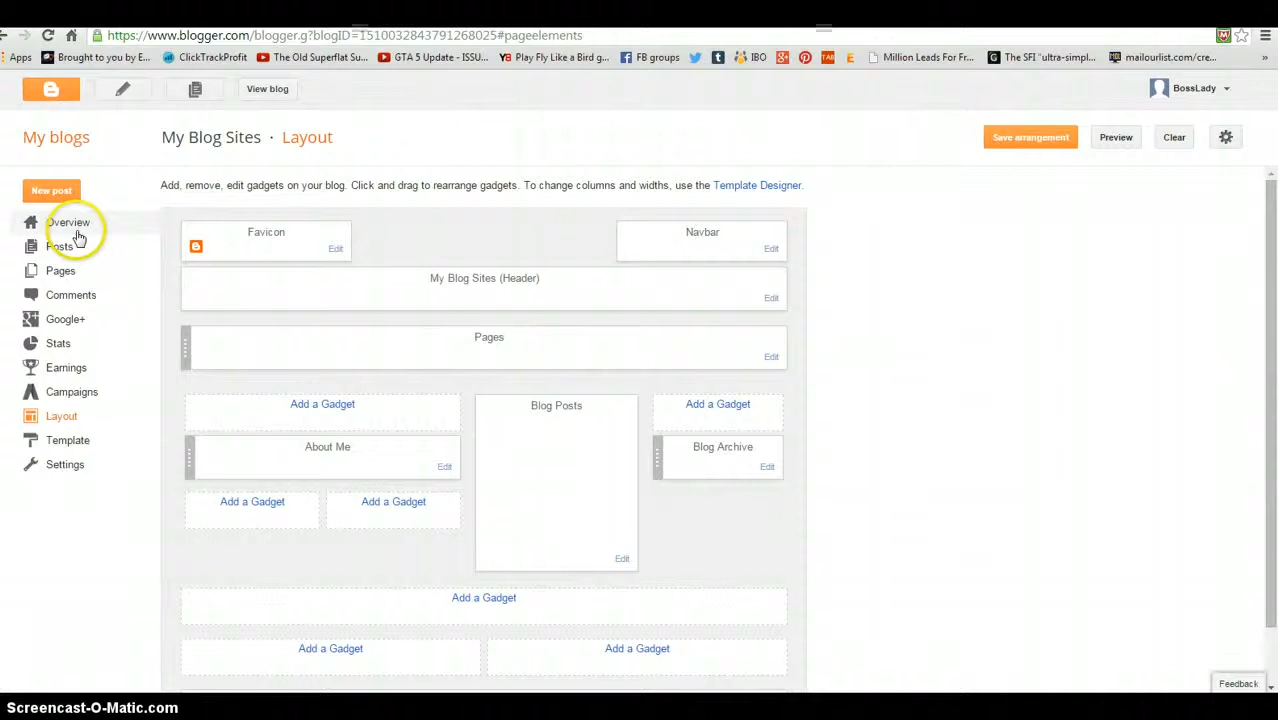 https://www.blogger.com/blogger.g?blogID=1510032843791268025#pageelements
Apps Brought to you by E... ClickTrackProfit The Old Superflat Sur... GTA 5 Update - ISSU... Play Fly Like a Bird g... FB groups IBO TAB E Million Leads For Fr... The SFI "ultra-simpl... mailourlist.com/cre... »
View blog BossLady
My blogs My Blog Sites · Layout Save arrangement Preview Clear
New post
Add, remove, edit gadgets on your blog. Click and drag to rearrange gadgets. To change columns and widths, use the Template Designer.
Overview
Posts
Pages
Comments
Google+
Stats
Earnings
Campaigns
Layout
Template
Settings
Favicon
Edit
Navbar
Edit
My Blog Sites (Header)
Edit
Pages
Edit
Add a Gadget
About Me
Edit
Add a Gadget Add a Gadget
Blog Posts
Edit
Add a Gadget
Blog Archive
Edit
Add a Gadget
Add a Gadget Add a Gadget
Feedback
Screencast-O-Matic.com